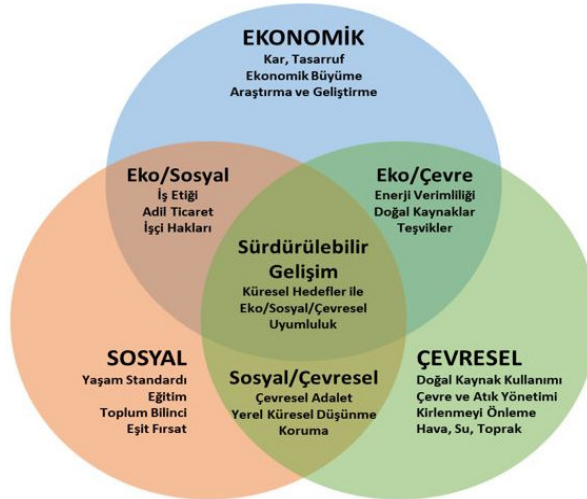 EKONOMİK
Kar, Tasarruf
Ekonomik Büyüme
Araştırma ve Geliştirme
Eko/Sosyal
İş Etiği
Adil Ticaret
İşçi Hakları
Eko/Çevre
Enerji Verimliliği
Doğal Kaynaklar
Teşvikler
Sürdürülebilir
Gelişim
Küresel Hedefler ile
Eko/Sosyal/Çevresel
Uyumluluk
SOSYAL
Yaşam Standardı
Eğitim
Toplum Bilinci
Eşit Fırsat
Sosyal/Çevresel
Çevresel Adalet
Yerel Küresel Düşünme
Koruma
ÇEVRESEL
Doğal Kaynak Kullanımı
Çevre ve Atık Yönetimi
Kirlenmeyi Önleme
Hava, Su, Toprak